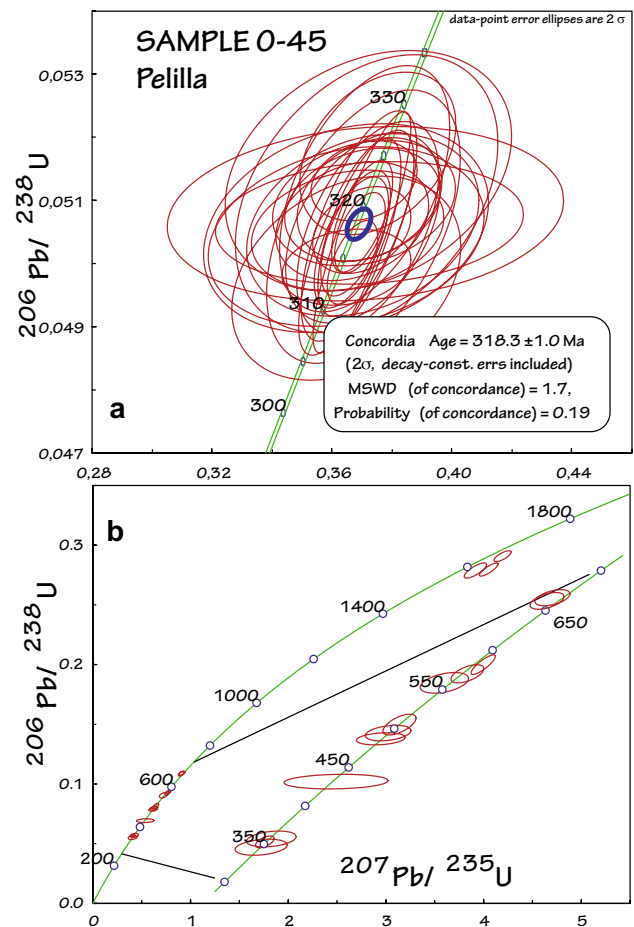 data-point error ellipses are 2 σ
SAMPLE 0-45
Pelilla
0,053
330
206 Pb/ 238 U
0,051
320
310
0,049
Concordia Age = 318.3 ±1.0 Ma
(2σ, decay-const. errs included)
MSWD (of concordance) = 1.7,
Probability (of concordance) = 0.19
300
a
0,047
0,28 0,32 0,36 0,40 0,44
b
1800
0.3
1400
650
206 Pb/ 238 U
0.2
1000
550
450
0.1
600
350
200
207 Pb/ 235 U
0.0
0 1 2 3 4 5